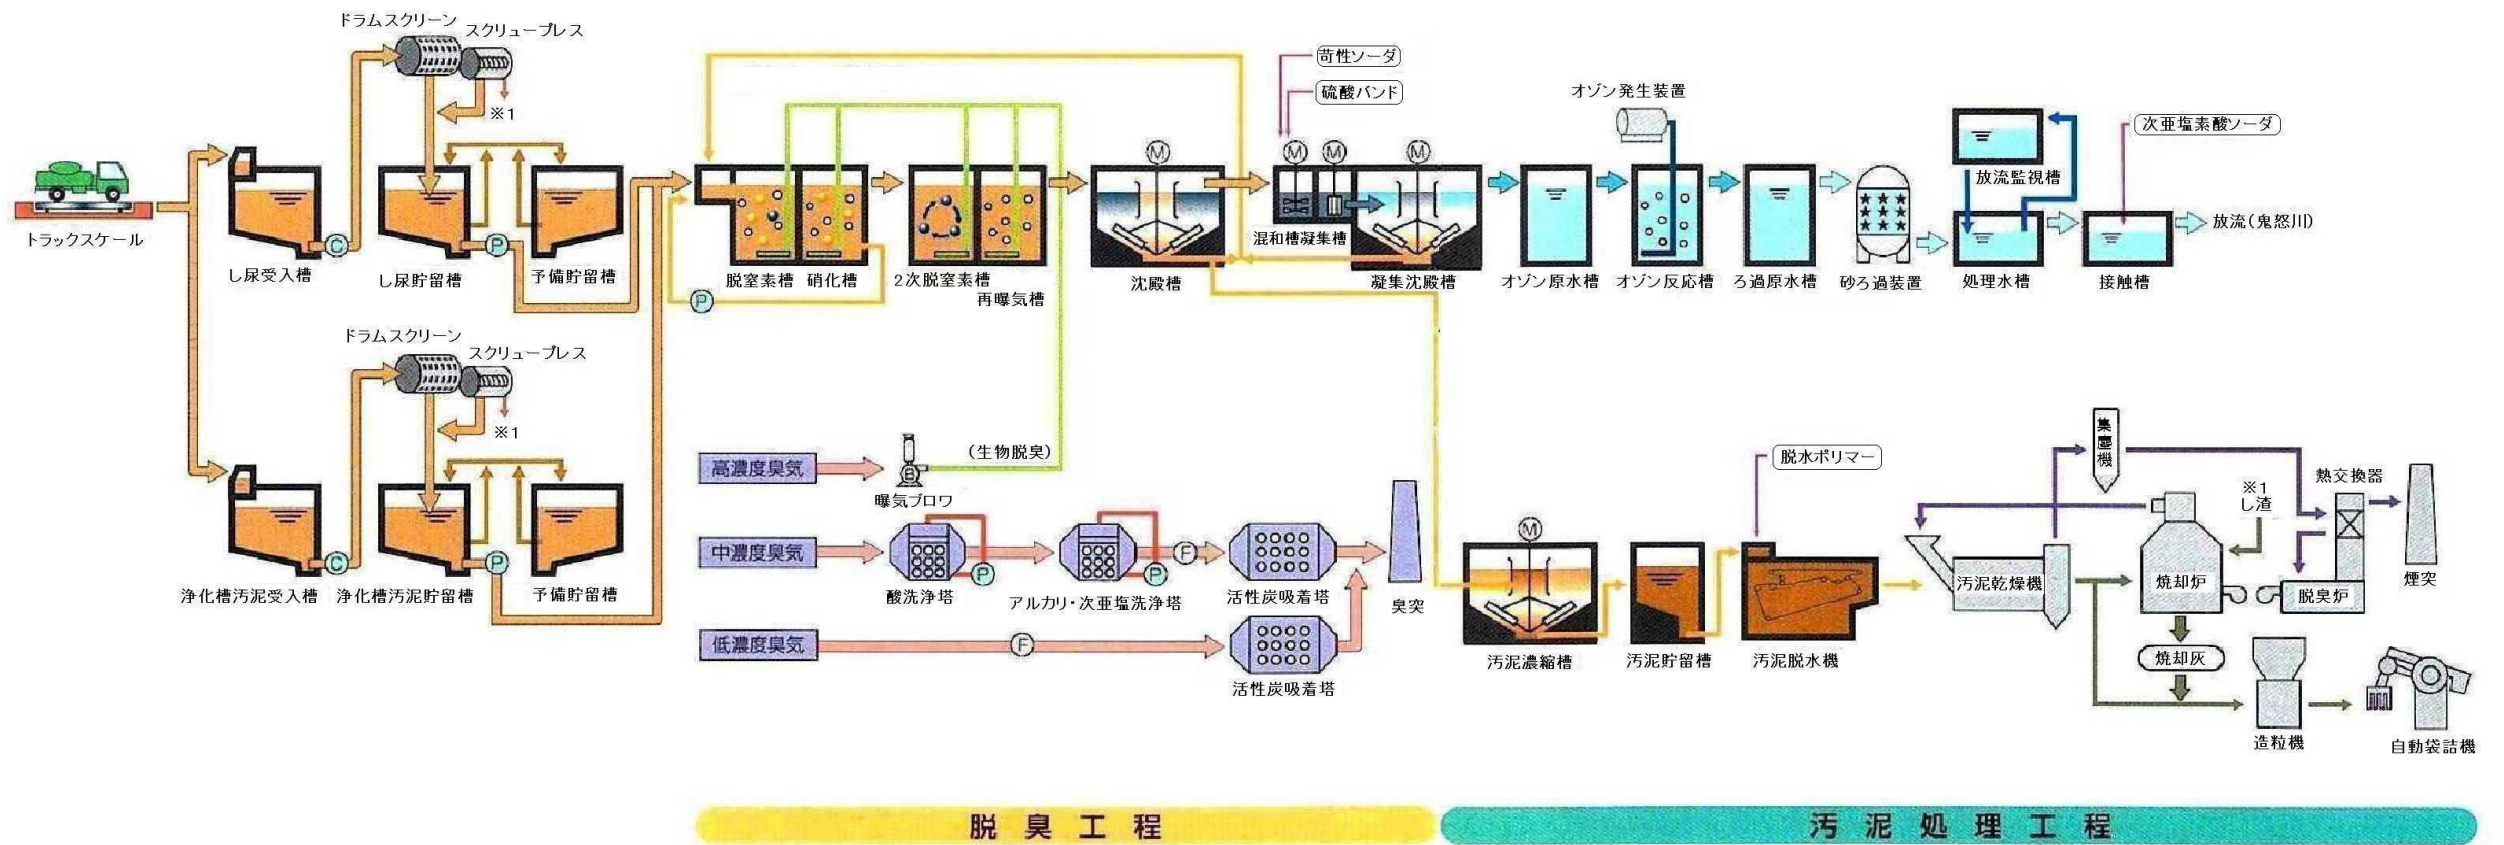 ドラムスクリーン
スクリュープレス
※1
トラックスケール
し尿受入槽
C
し尿貯留槽
P
予備貯留槽
ドラムスクリーン
スクリュープレス
※1
浄化槽汚泥受入槽
C
浄化槽汚泥貯留槽
P
予備貯留槽
脱窒素槽
硝化槽
P
2次脱窒素槽
再曝気槽
M
沈殿槽
苛性ソーダ
硫酸バンド
M
M
混和槽凝集槽
M
凝集沈殿槽
オゾン原水槽
オゾン発生装置
オゾン反応槽
ろ過原水槽
砂ろ過装置
放流監視槽
処理水槽
次亜塩素酸ソーダ
接触槽
放流(鬼怒川)
高濃度臭気
B
曝気ブロワ
(生物脱臭)
中濃度臭気
P
酸洗浄塔
P
アルカリ・次亜塩洗浄塔
F
活性炭吸着塔
臭突
低濃度臭気
F
活性炭吸着塔
M
汚泥濃縮槽
汚泥貯留槽
脱水ポリマー
汚泥脱水機
汚泥乾燥機
集塵機
※1
し渣
焼却炉
焼却灰
熱交換器
脱臭炉
煙突
造粒機
自動袋詰機
脱臭工程
汚泥処理工程